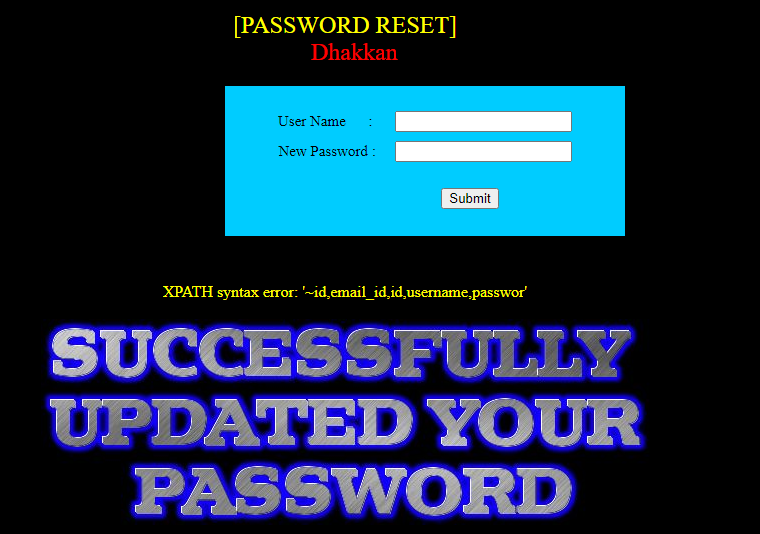 [PASSWORD RESET]
Dhakkan
User Name :
New Password :
Submit
XPATH syntax error: '~id,email_id,id,username,passwor'
SUCCESSFULLY
UPDATED YOUR
PASSWORD